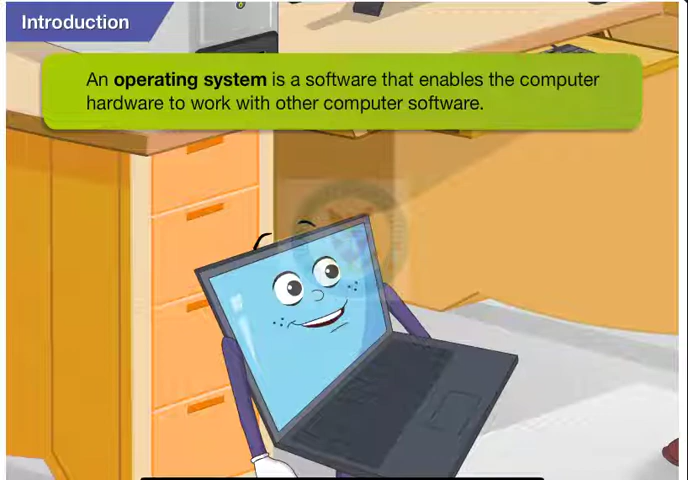 Introduction
An operating system is a software that enables the computer
hardware to work with other computer software.